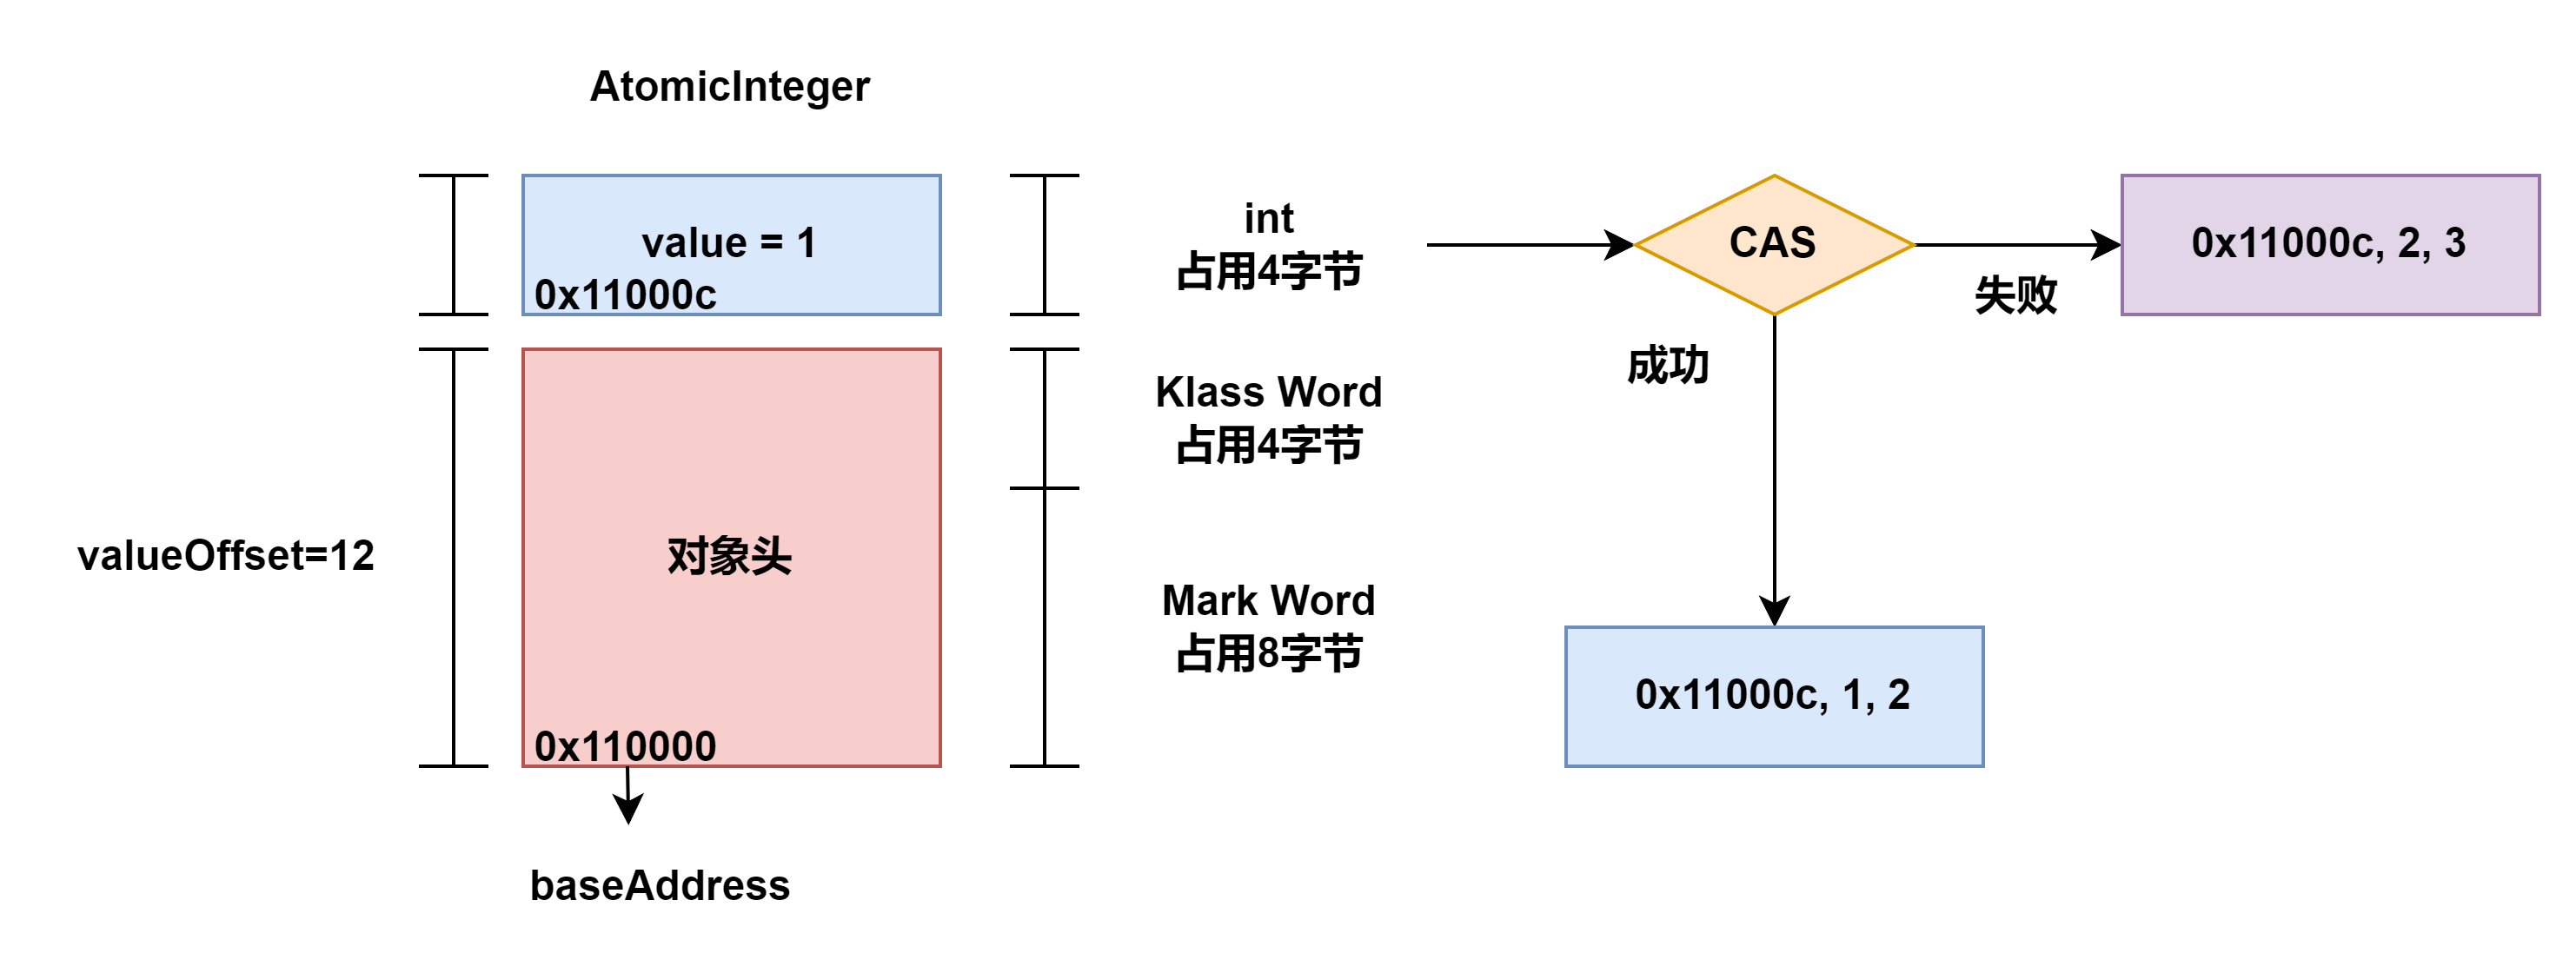 AtomicInteger
value = 1
0x11000c
int
占用4字节
CAS
0x11000c, 2, 3
失败
成功
Klass Word
占用4字节
valueOffset=12
对象头
Mark Word
占用8字节
0x11000c, 1, 2
0x110000
baseAddress